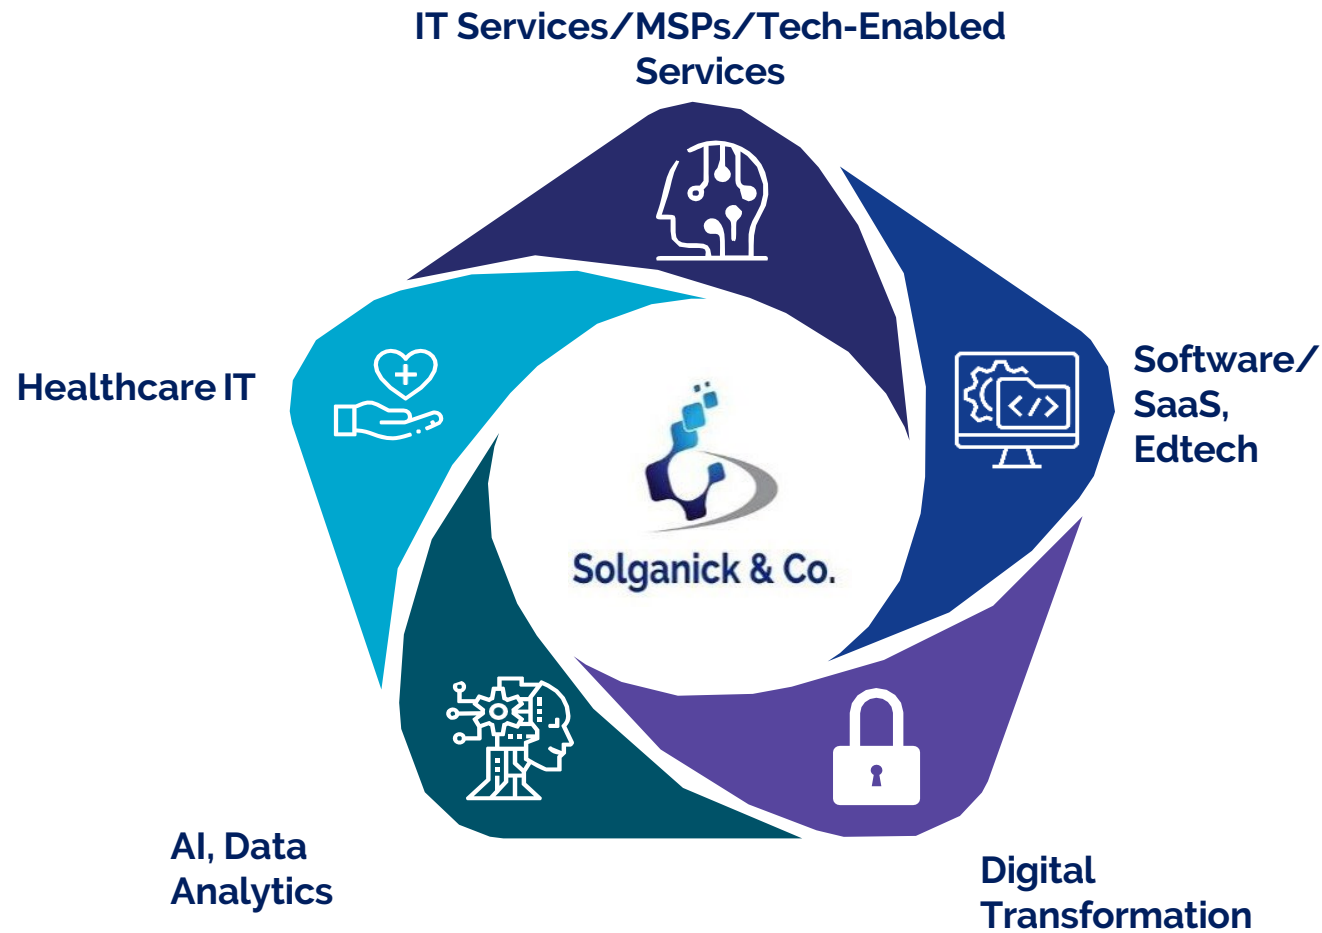 IT Services/MSPs/Tech-Enabled
Services
Software/
SaaS,
Edtech
Healthcare IT
</>
Solganick & Co.
AI, Data
Analytics
Digital
Transformation